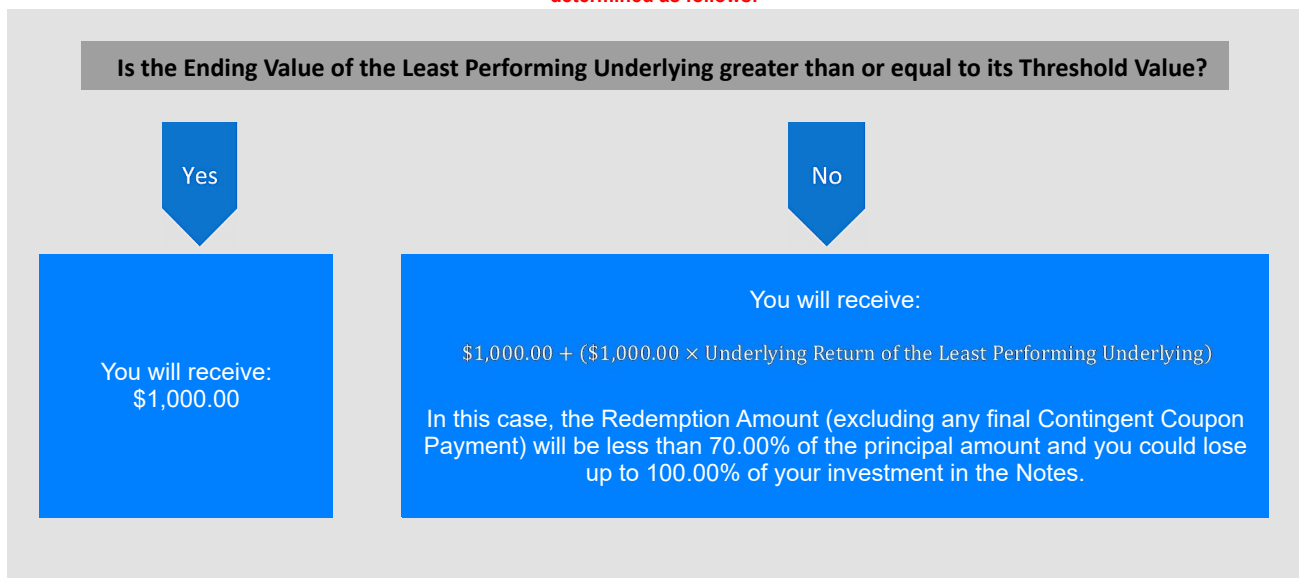 determined as follows:
Is the Ending Value of the Least Performing Underlying greater than or equal to its Threshold Value?
Yes
No
You will receive:
$1,000.00
You will receive:
$1,000.00 + ($1,000.00 × Underlying Return of the Least Performing Underlying)
In this case, the Redemption Amount (excluding any final Contingent Coupon
Payment) will be less than 70.00% of the principal amount and you could lose
up to 100.00% of your investment in the Notes.